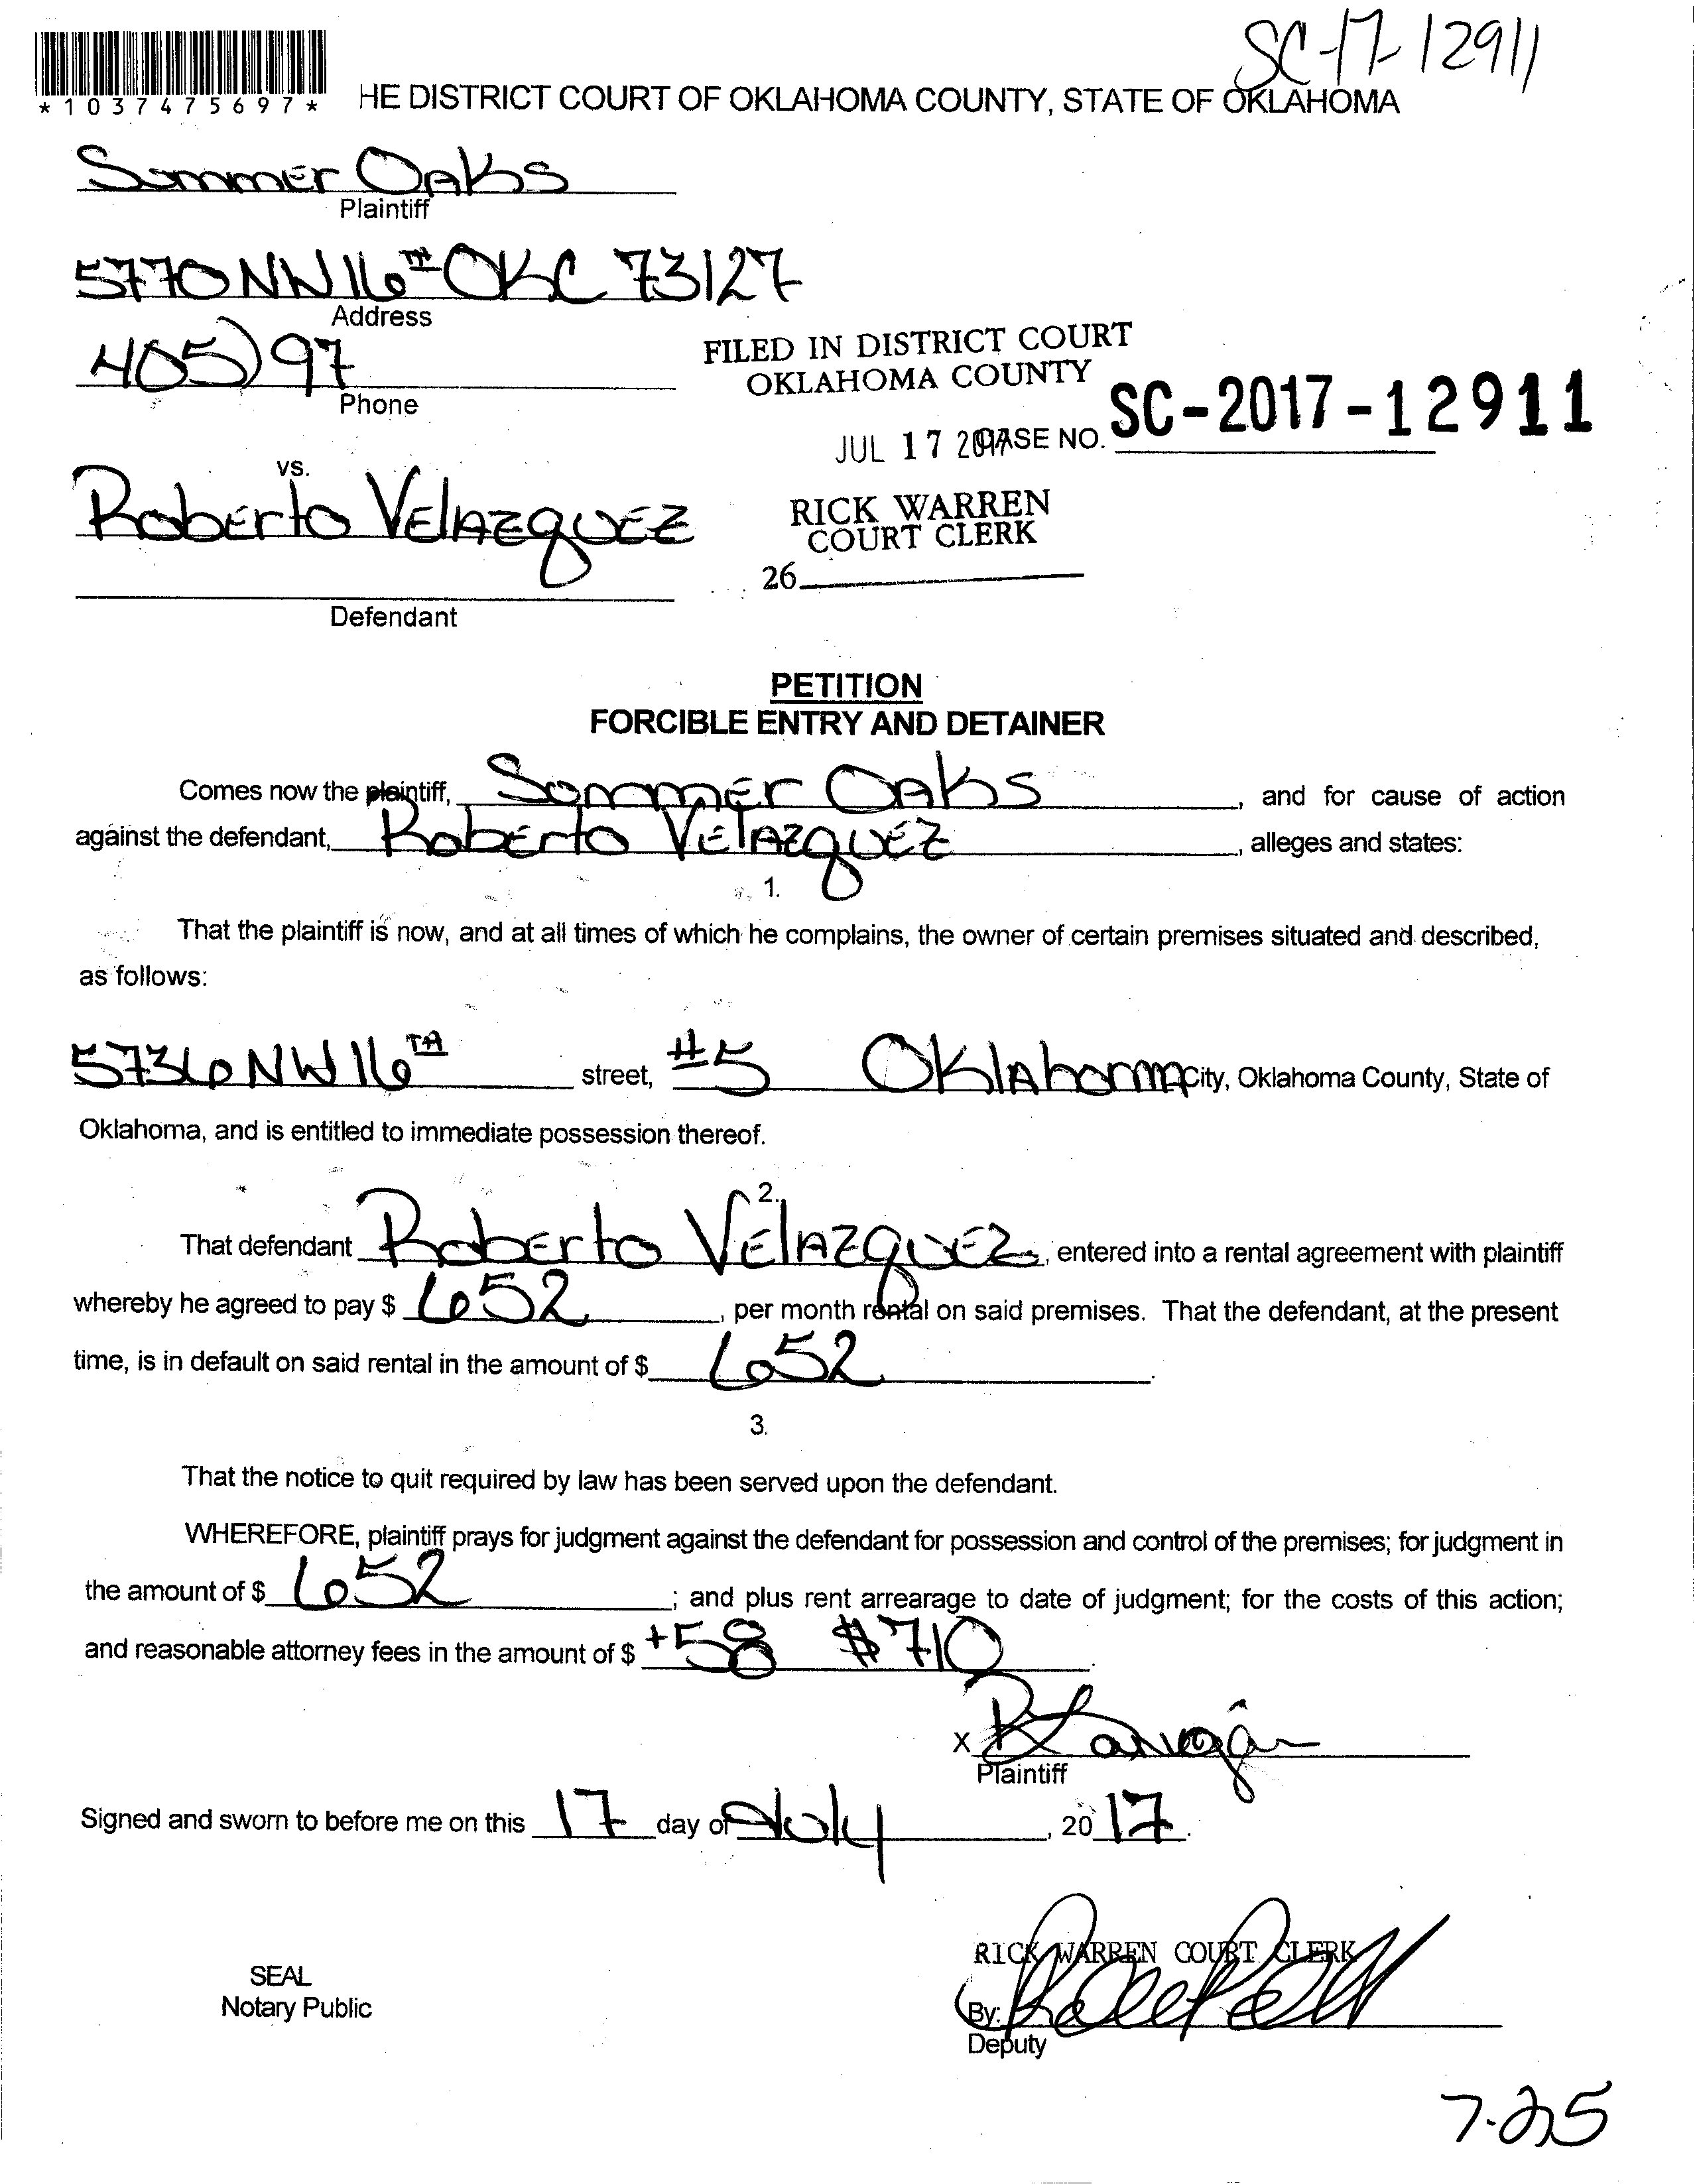 SC-17-12911
*1037475697*
HE DISTRICT COURT OF OKLAHOMA COUNTY, STATE OF OKLAHOMA
Summer Oaks
Plaintiff
5770 NW 16TH OKC 73127
Address
405) 97
Phone
FILED IN DISTRICT COURT
OKLAHOMA COUNTY
JUL 17 2017 CASE NO. SC-2017-12911
vs.
Roberto Velazquez
RICK WARREN
COURT CLERK
26
Defendant
PETITION
FORCIBLE ENTRY AND DETAINER
Comes now the plaintiff, Summer Oaks, and for cause of action
against the defendant, Roberto Velazquez, alleges and states:
1.
That the plaintiff is now, and at all times of which he complains, the owner of certain premises situated and described,
as follows:
5736 NW 16TH street, #5 Oklahoma City, Oklahoma County, State of
Oklahoma, and is entitled to immediate possession thereof.
2.
That defendant Roberto Velazquez, entered into a rental agreement with plaintiff
whereby he agreed to pay $ 652, per month rental on said premises. That the defendant, at the present
time, is in default on said rental in the amount of $ 652.
3.
That the notice to quit required by law has been served upon the defendant.
WHEREFORE, plaintiff prays for judgment against the defendant for possession and control of the premises; for judgment in
the amount of $ 652; and plus rent arrearage to date of judgment; for the costs of this action;
and reasonable attorney fees in the amount of $ +58 $710.
X
Plaintiff
Signed and sworn to before me on this 17 day of July, 2017.
RICK WARREN COURT CLERK
SEAL
Notary Public
By:
Deputy
7-25